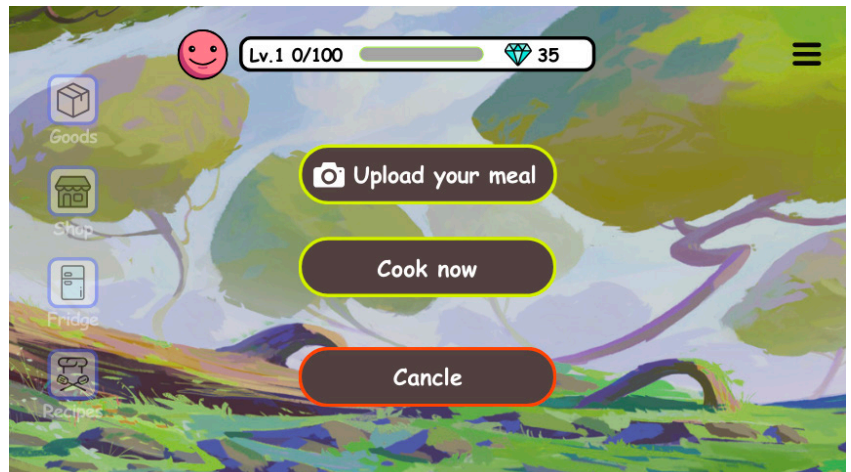 Lv.1 0/100 35
Goods
Upload your meal
Shop
Cook now
Fridge
Cancle
Recipes